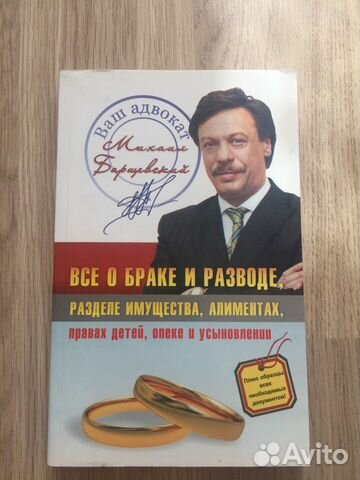 Ваш адвокат
Михаил
Барщевский
ВСЕ О БРАКЕ И РАЗВОДЕ,
РАЗДЕЛЕ ИМУЩЕСТВА, АЛИМЕНТАХ,
правах детей, опеке и усыновлении
Плюс образцы
всех
необходимых
документов!
Avito